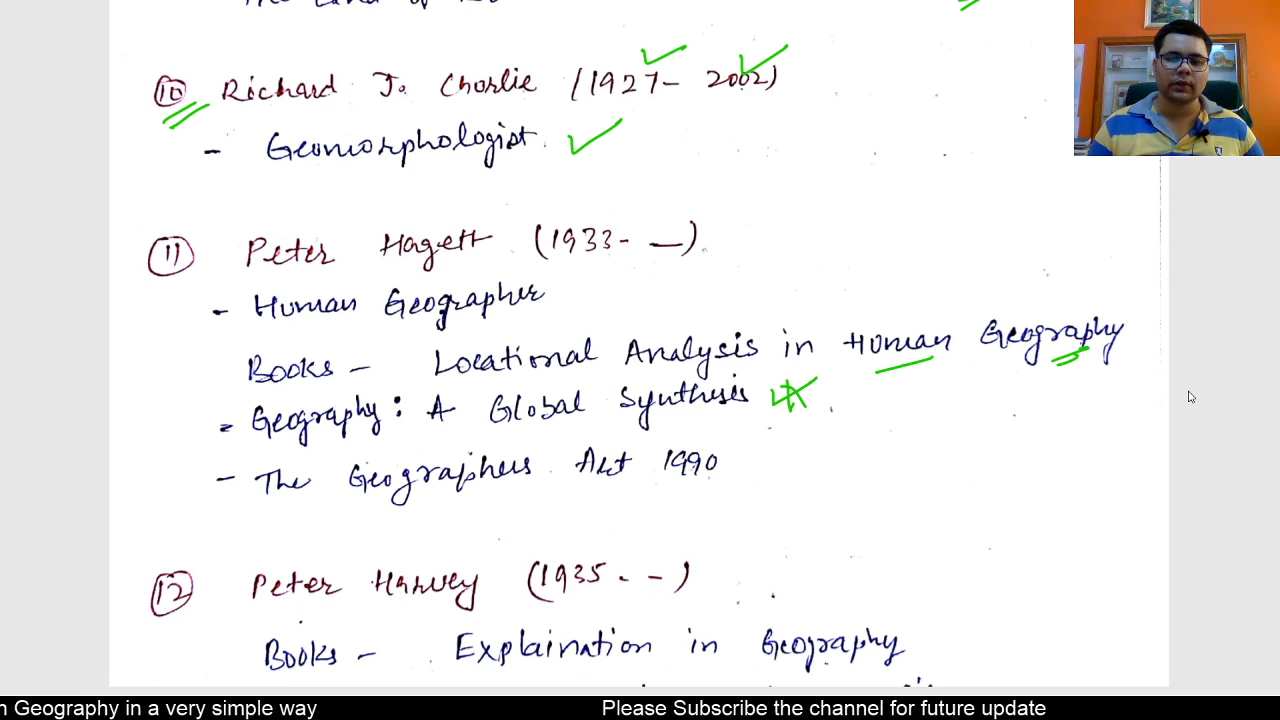 10 Richard J. Chorlie (1927- 2002)
- Geomorphologist
11 Peter Hagett (1933- —)
- Human Geographer
Books - Locational Analysis in Human Geography
- Geography: A Global Synthesis
- The Geographers Art 1990
12 Peter Harvey (1935 - -)
Books - Explaination in Geography
n Geography in a very simple way
Please Subscribe the channel for future update